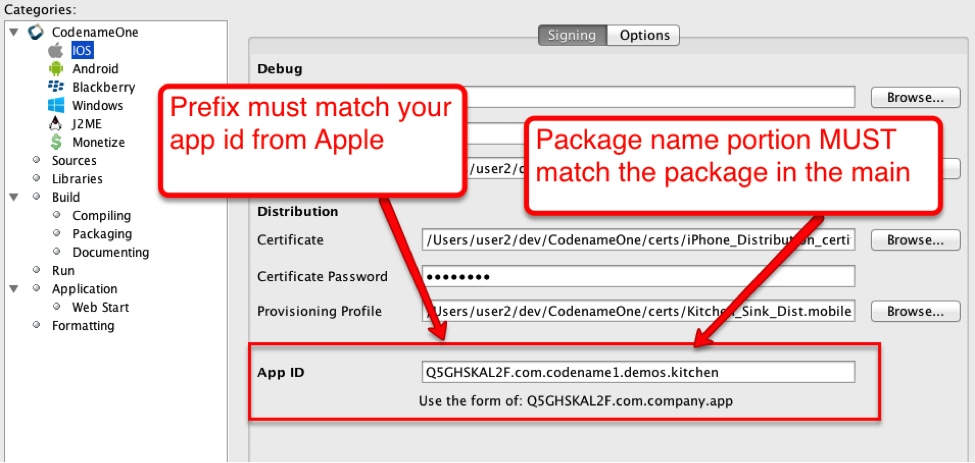 Categories:
CodenameOne
IOS
Android
Blackberry
Windows
J2ME
Monetize
Sources
Libraries
Build
Compiling
Packaging
Documenting
Run
Application
Web Start
Formatting
Signing Options
Debug
Browse...
Prefix must match your
app id from Apple
Package name portion MUST
match the package in the main
/user2/d
Distribution
Certificate /Users/user2/dev/CodenameOne/certs/iPhone_Distribution_certi Browse...
Certificate Password ●●●●●●●●
Provisioning Profile /Users/user2/dev/CodenameOne/certs/Kitchen_Sink_Dist.mobile Browse...
App ID Q5GHSKAL2F.com.codename1.demos.kitchen
Use the form of: Q5GHSKAL2F.com.company.app